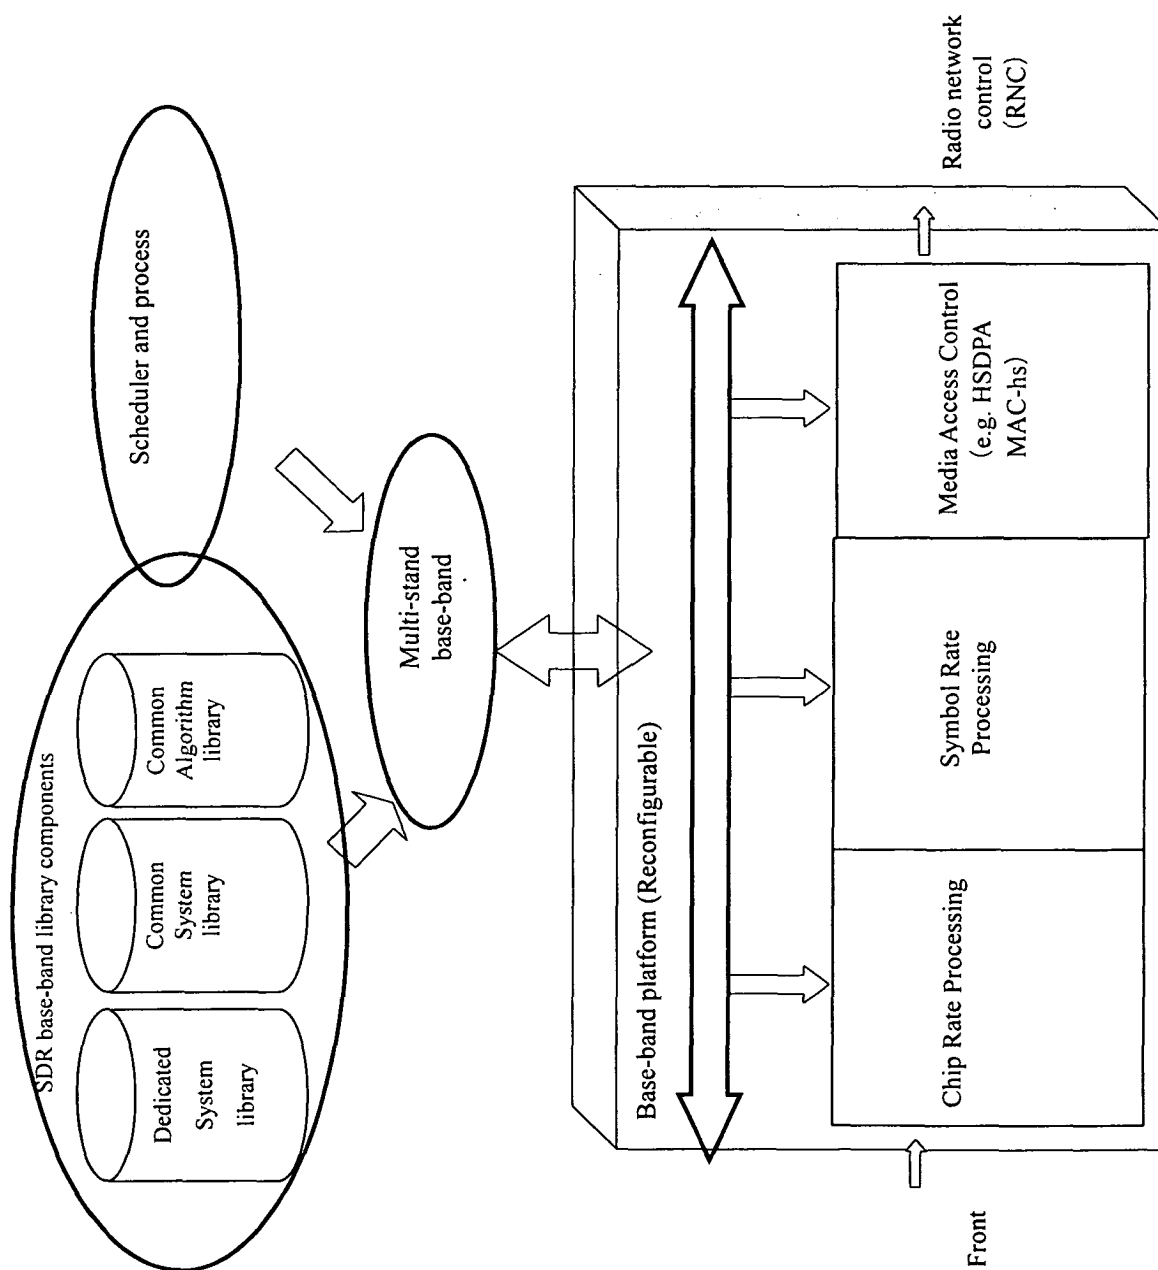 SDR base-band library components
Dedicated
System
library
Common
System
library
Common
Algorithm
library
Scheduler and process
Multi-stand
base-band
Base-band platform (Reconfigurable)
Front
Chip Rate Processing
Symbol Rate
Processing
Media Access Control
(e.g. HSDPA
MAC-hs)
Radio network
control
(RNC)